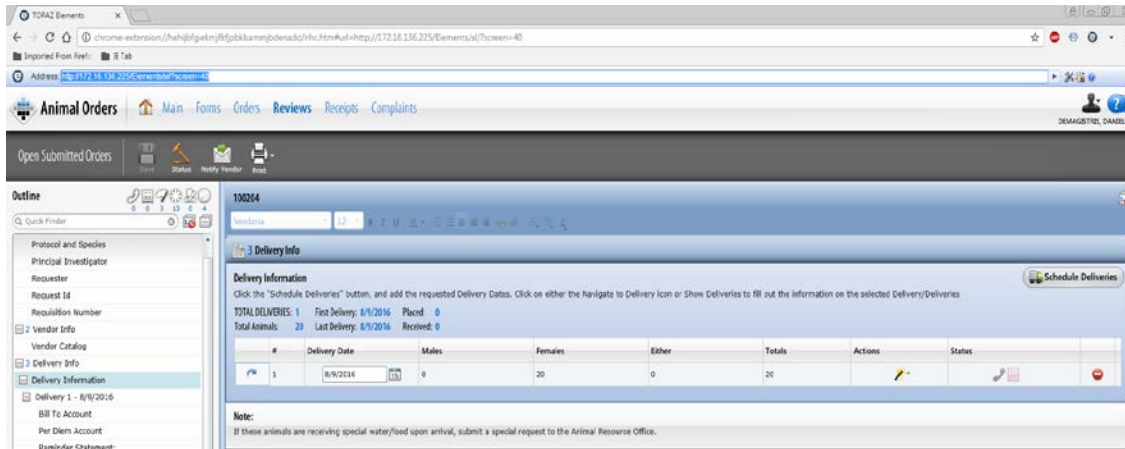 TOPAZ Elements
chrome-extension://hehijbfgiekmjfkfjpbkbammjbdenadc/nhc.htm#url=http://172.16.136.225/Elements/sl/?screen=40
Imported From Firefo IE Tab
Address http://172.16.136.225/Elements/sl/?screen=40
Animal Orders Main Forms Orders Reviews Receipts Complaints
DEMAGISTRIS, DANIEL
Open Submitted Orders Save Status Notify Vendor Print
Outline
0 0 3 13 0 4
Quick Finder
100204
Verdana 12
Protocol and Species
Principal Investigator
Requester
Request Id
Requisition Number
2 Vendor Info
Vendor Catalog
3 Delivery Info
Delivery Information
Delivery 1 - 8/9/2016
Bill To Account
Per Diem Account
Reminder Statement:
3 Delivery Info
Delivery Information
Schedule Deliveries
Click the "Schedule Deliveries" button, and add the requested Delivery Dates. Click on either the Navigate to Delivery icon or Show Deliveries to fill out the information on the selected Delivery/Deliveries
TOTAL DELIVERIES: 1 First Delivery: 8/9/2016 Placed: 0
Total Animals: 20 Last Delivery: 8/9/2016 Received: 0
# Delivery Date Males Females Either Totals Actions Status
1 8/9/2016 15 0 20 0 20
Note:
If these animals are receiving special water/food upon arrival, submit a special request to the Animal Resource Office.